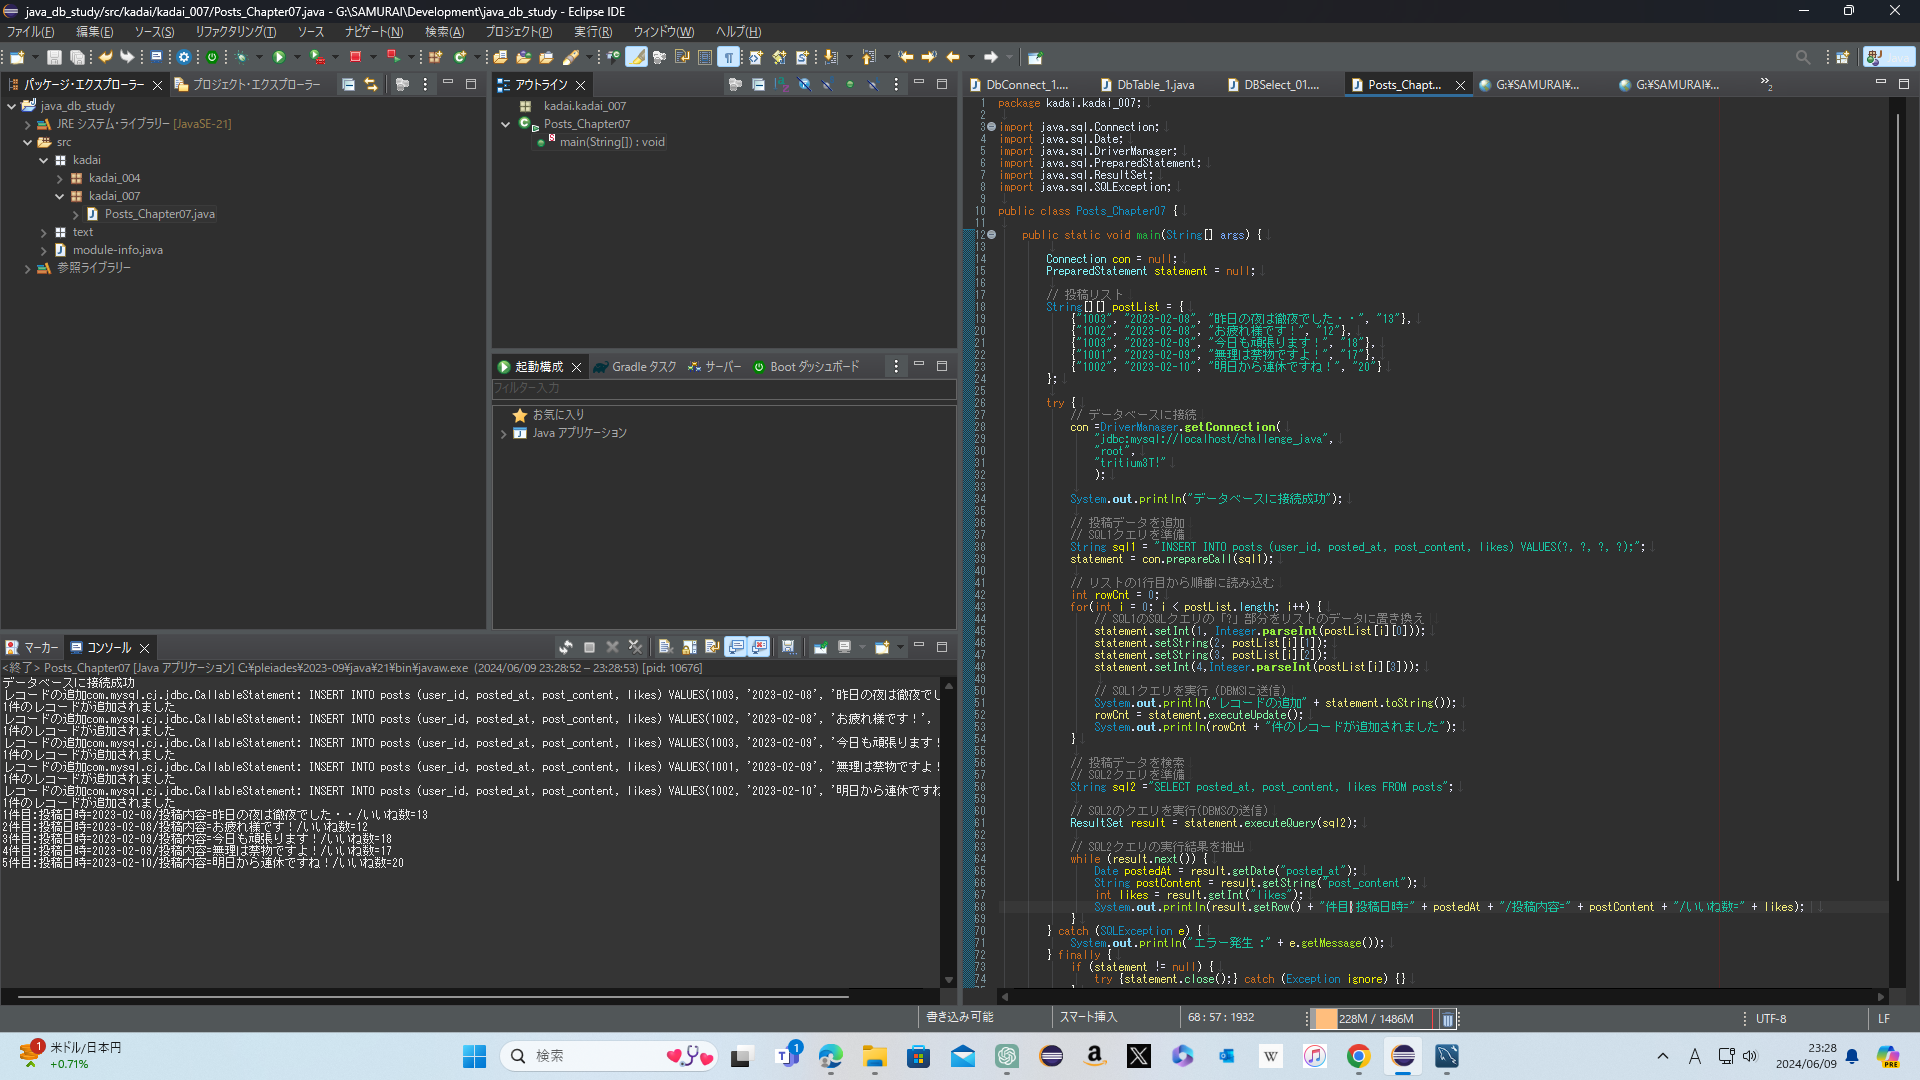 java_db_study/src/kadai/kadai_007/Posts_Chapter07.java - G:\SAMURAI\Development\java_db_study - Eclipse IDE
ファイル(F) 編集(E) ソース(S) リファクタリング(T) ソース ナビゲート(N) 検索(A) プロジェクト(P) 実行(R) ウィンドウ(W) ヘルプ(H)
パッケージ・エクスプローラー プロジェクト・エクスプローラー
java_db_study
JRE システム・ライブラリー [JavaSE-21]
src
kadai
kadai_004
kadai_007
Posts_Chapter07.java
text
module-info.java
参照ライブラリー
アウトライン
kadai.kadai_007
Posts_Chapter07
main(String[]) : void
起動構成 Gradle タスク サーバー Boot ダッシュボード
フィルター入力
お気に入り
Java アプリケーション
マーカー コンソール
<終了> Posts_Chapter07 [Java アプリケーション] C:¥pleiades¥2023-09¥java¥21¥bin¥javaw.exe (2024/06/09 23:28:52 – 23:28:53) [pid: 10676]
データベースに接続成功
レコードの追加com.mysql.cj.jdbc.CallableStatement: INSERT INTO posts (user_id, posted_at, post_content, likes) VALUES(1003, '2023-02-08', '昨日の夜は徹夜でし
1件のレコードが追加されました
レコードの追加com.mysql.cj.jdbc.CallableStatement: INSERT INTO posts (user_id, posted_at, post_content, likes) VALUES(1002, '2023-02-08', 'お疲れ様です！',
1件のレコードが追加されました
レコードの追加com.mysql.cj.jdbc.CallableStatement: INSERT INTO posts (user_id, posted_at, post_content, likes) VALUES(1003, '2023-02-09', '今日も頑張ります！
1件のレコードが追加されました
レコードの追加com.mysql.cj.jdbc.CallableStatement: INSERT INTO posts (user_id, posted_at, post_content, likes) VALUES(1001, '2023-02-09', '無理は禁物ですよ！
1件のレコードが追加されました
レコードの追加com.mysql.cj.jdbc.CallableStatement: INSERT INTO posts (user_id, posted_at, post_content, likes) VALUES(1002, '2023-02-10', '明日から連休ですね
1件のレコードが追加されました
1件目:投稿日時=2023-02-08/投稿内容=昨日の夜は徹夜でした・・/いいね数=13
2件目:投稿日時=2023-02-08/投稿内容=お疲れ様です！/いいね数=12
3件目:投稿日時=2023-02-09/投稿内容=今日も頑張ります！/いいね数=18
4件目:投稿日時=2023-02-09/投稿内容=無理は禁物ですよ！/いいね数=17
5件目:投稿日時=2023-02-10/投稿内容=明日から連休ですね！/いいね数=20
DbConnect_1.... DbTable_1.java DBSelect_01.... Posts_Chapt... G:¥SAMURAI¥... G:¥SAMURAI¥... »2
1 package kadai.kadai_007;
2
3 import java.sql.Connection;
4 import java.sql.Date;
5 import java.sql.DriverManager;
6 import java.sql.PreparedStatement;
7 import java.sql.ResultSet;
8 import java.sql.SQLException;
9
10 public class Posts_Chapter07 {
11
12 public static void main(String[] args) {
13
14 Connection con = null;
15 PreparedStatement statement = null;
16
17 // 投稿リスト
18 String[][] postList = {
19 {"1003", "2023-02-08", "昨日の夜は徹夜でした・・", "13"},
20 {"1002", "2023-02-08", "お疲れ様です！", "12"},
21 {"1003", "2023-02-09", "今日も頑張ります！", "18"},
22 {"1001", "2023-02-09", "無理は禁物ですよ！", "17"},
23 {"1002", "2023-02-10", "明日から連休ですね！", "20"}
24 };
25
26 try {
27 // データベースに接続
28 con =DriverManager.getConnection(
29 "jdbc:mysql://localhost/challenge_java",
30 "root",
31 "tritium3T!"
32 );
33
34 System.out.println("データベースに接続成功");
35
36 // 投稿データを追加
37 // SQL1クエリを準備
38 String sql1 = "INSERT INTO posts (user_id, posted_at, post_content, likes) VALUES(?, ?, ?, ?);";
39 statement = con.prepareCall(sql1);
40
41 // リストの1行目から順番に読み込む
42 int rowCnt = 0;
43 for(int i = 0; i < postList.length; i++) {
44 // SQL1のSQLクエリの「?」部分をリストのデータに置き換え
45 statement.setInt(1, Integer.parseInt(postList[i][0]));
46 statement.setString(2, postList[i][1]);
47 statement.setString(3, postList[i][2]);
48 statement.setInt(4,Integer.parseInt(postList[i][3]));
49
50 // SQL1クエリを実行（DBMSに送信）
51 System.out.println("レコードの追加" + statement.toString());
52 rowCnt = statement.executeUpdate();
53 System.out.println(rowCnt + "件のレコードが追加されました");
54 }
55
56 // 投稿データを検索
57 // SQL2クエリを準備
58 String sql2 ="SELECT posted_at, post_content, likes FROM posts";
59
60 // SQL2のクエリを実行(DBMSの送信)
61 ResultSet result = statement.executeQuery(sql2);
62
63 // SQL2クエリの実行結果を抽出
64 while (result.next()) {
65 Date postedAt = result.getDate("posted_at");
66 String postContent = result.getString("post_content");
67 int likes = result.getInt("likes");
68 System.out.println(result.getRow() + "件目:投稿日時=" + postedAt + "/投稿内容=" + postContent + "/いいね数=" + likes);
69 }
70 } catch (SQLException e) {
71 System.out.println("エラー発生 :" + e.getMessage());
72 } finally {
73 if (statement != null) {
74 try {statement.close();} catch (Exception ignore) {}
書き込み可能 スマート挿入 68 : 57 : 1932 228M / 1486M UTF-8 LF
米ドル/日本円
+0.71%
検索
23:28
2024/06/09